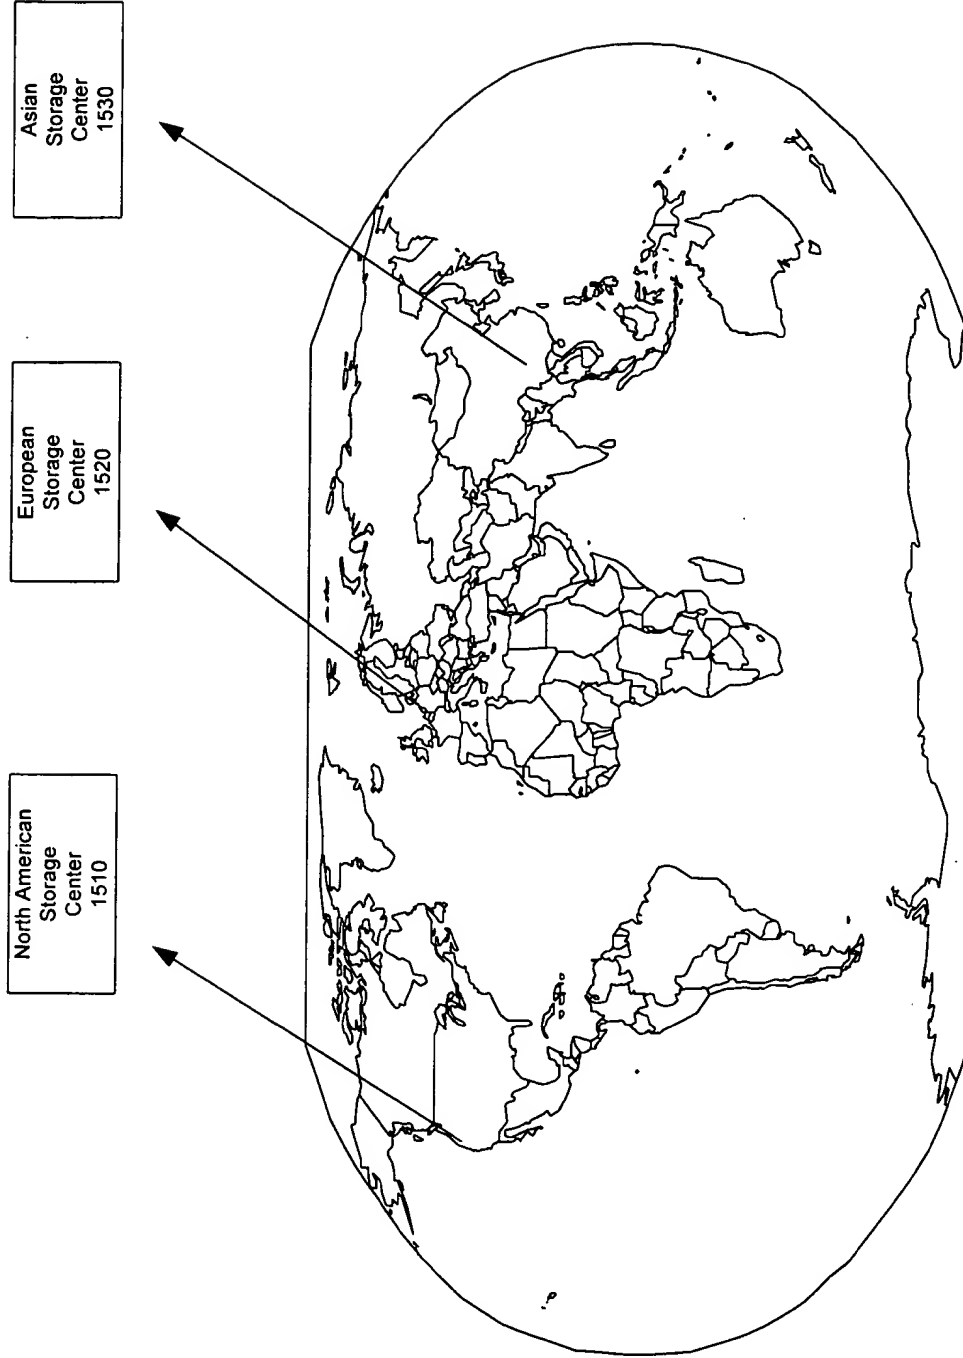 Asian
Storage
Center
1530
European
Storage
Center
1520
North American
Storage
Center
1510